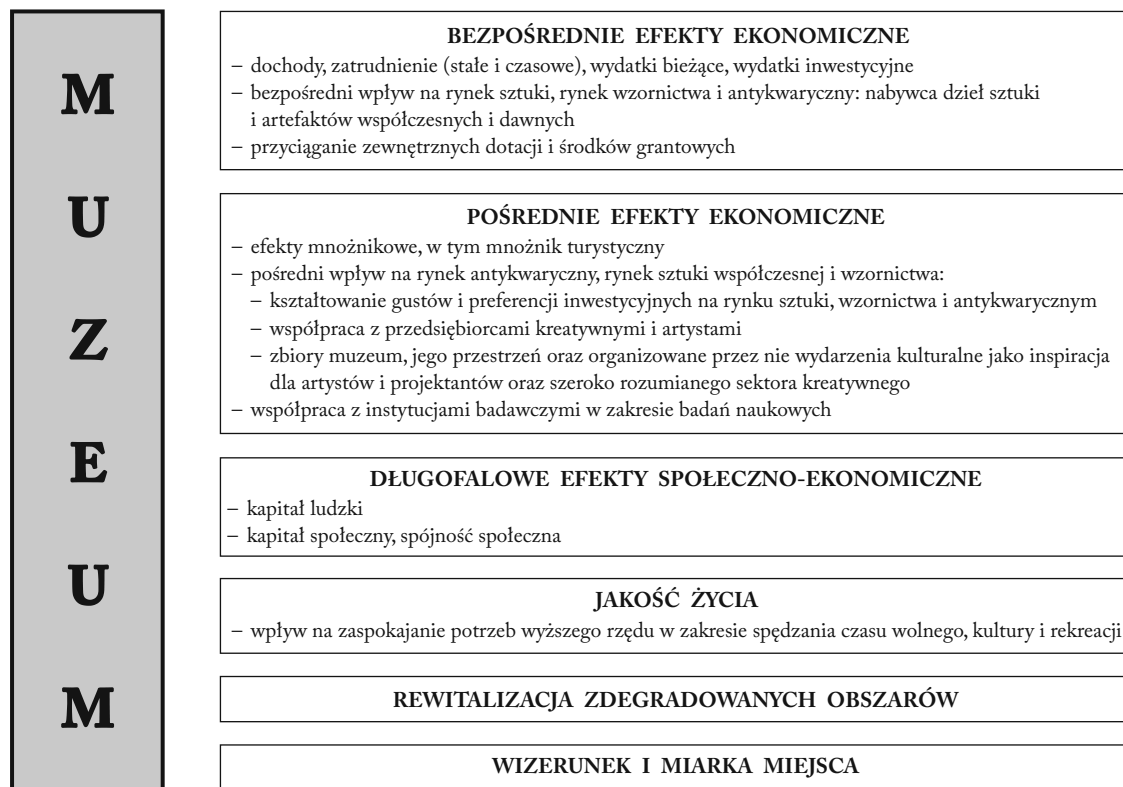 MUZEUM
BEZPOŚREDNIE EFEKTY EKONOMICZNE
– dochody, zatrudnienie (stałe i czasowe), wydatki bieżące, wydatki inwestycyjne
– bezpośredni wpływ na rynek sztuki, rynek wzornictwa i antykwaryczny: nabywca dzieł sztuki
i artefaktów współczesnych i dawnych
– przyciąganie zewnętrznych dotacji i środków grantowych
POŚREDNIE EFEKTY EKONOMICZNE
– efekty mnożnikowe, w tym mnożnik turystyczny
– pośredni wpływ na rynek antykwaryczny, rynek sztuki współczesnej i wzornictwa:
– kształtowanie gustów i preferencji inwestycyjnych na rynku sztuki, wzornictwa i antykwarycznym
– współpraca z przedsiębiorcami kreatywnymi i artystami
– zbiory muzeum, jego przestrzeń oraz organizowane przez nie wydarzenia kulturalne jako inspiracja
dla artystów i projektantów oraz szeroko rozumianego sektora kreatywnego
– współpraca z instytucjami badawczymi w zakresie badań naukowych
DŁUGOFALOWE EFEKTY SPOŁECZNO-EKONOMICZNE
– kapitał ludzki
– kapitał społeczny, spójność społeczna
JAKOŚĆ ŻYCIA
– wpływ na zaspokajanie potrzeb wyższego rzędu w zakresie spędzania czasu wolnego, kultury i rekreacji
REWITALIZACJA ZDEGRADOWANYCH OBSZARÓW
WIZERUNEK I MIARKA MIEJSCA